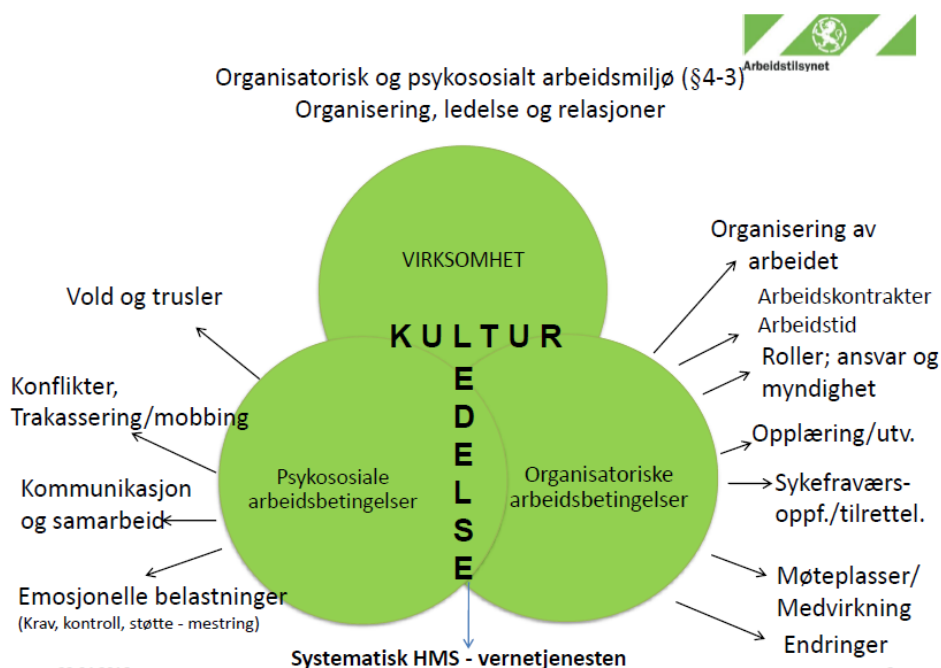 Arbeidstilsynet
Organisatorisk og psykososialt arbeidsmiljø (§4-3)
Organisering, ledelse og relasjoner
VIRKSOMHET
KULTUR
LEDELSE
Psykososiale
arbeidsbetingelser
Organisatoriske
arbeidsbetingelser
Vold og trusler
Konflikter,
Trakassering/mobbing
Kommunikasjon
og samarbeid
Emosjonelle belastninger
(Krav, kontroll, støtte - mestring)
Organisering av
arbeidet
Arbeidskontrakter
Arbeidstid
Roller; ansvar og
myndighet
Opplæring/utv.
Sykefraværs-
oppf./tilrettel.
Møteplasser/
Medvirkning
Endringer
Systematisk HMS - vernetjenesten